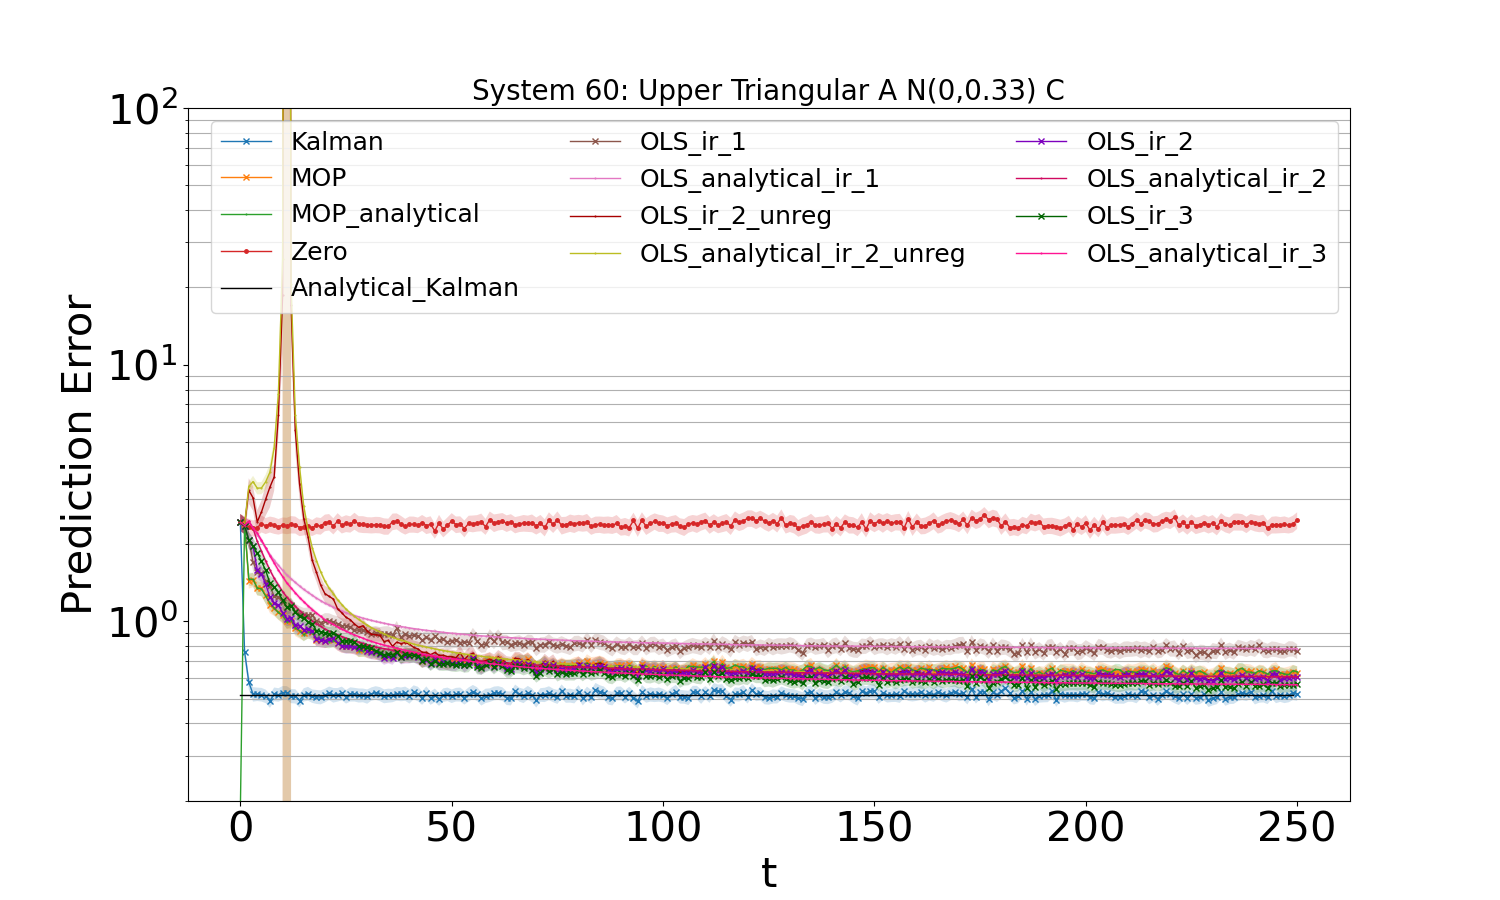 System 60: Upper Triangular A N(0,0.33) C
Kalman
MOP
MOP_analytical
Zero
Analytical_Kalman
OLS_ir_1
OLS_analytical_ir_1
OLS_ir_2_unreg
OLS_analytical_ir_2_unreg
OLS_ir_2
OLS_analytical_ir_2
OLS_ir_3
OLS_analytical_ir_3
Prediction Error
10²
10¹
10⁰
0 50 100 150 200 250
t